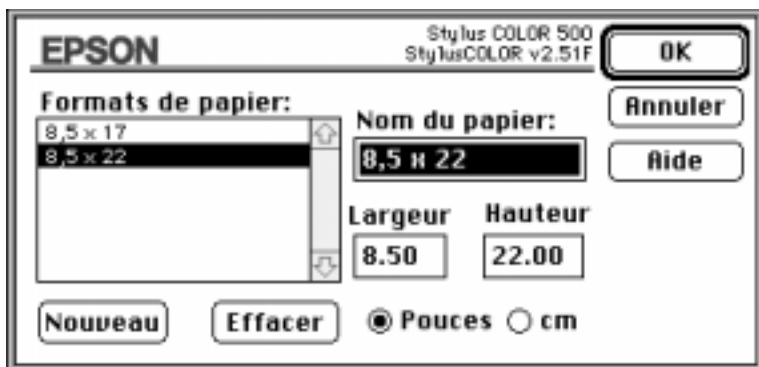 EPSON
Stylus COLOR 500
StylusCOLOR v2.51F
OK
Formats de papier:
8,5 x 17
8,5 x 22
Nom du papier:
8,5 x 22
Annuler
Aide
Largeur
Hauteur
8.50
22.00
Nouveau
Effacer
Pouces
cm